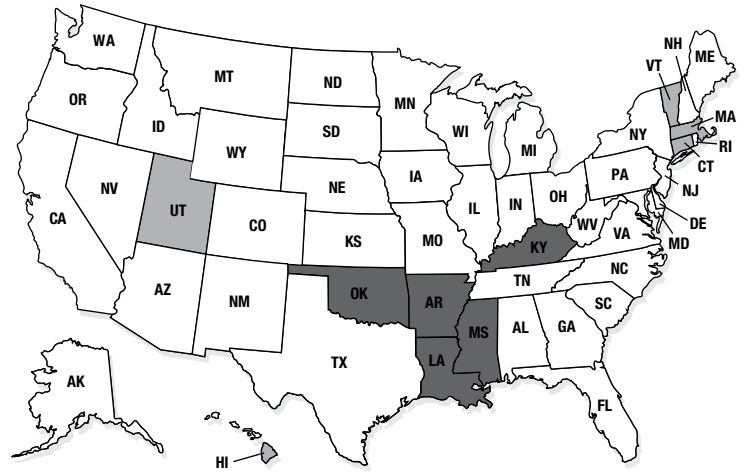 WA
MT
ND
MN
OR
ID
SD
WI
WY
MI
NH
ME
VT
MA
NY
RI
CT
NV
UT
NE
IA
PA
NJ
CA
CO
IL
IN
OH
DE
MD
KS
MO
WV
VA
KY
AZ
NM
OK
AR
TN
NC
SC
TX
MS
AL
GA
LA
AK
FL
HI